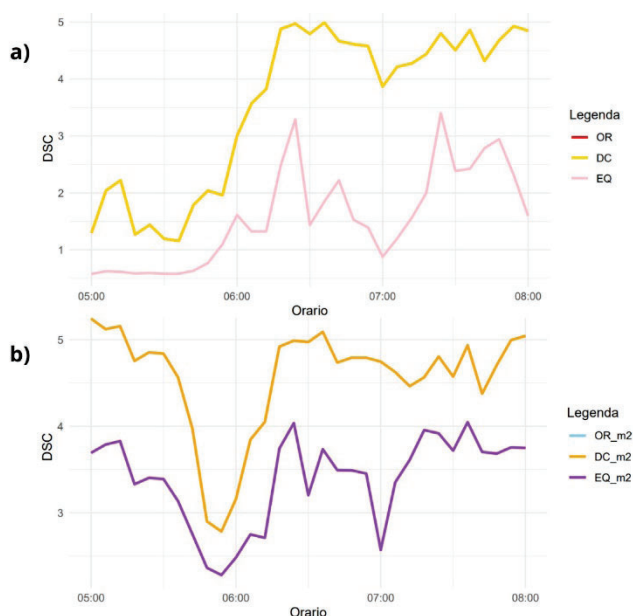 a)
5
4
3
2
1
DSC
05:00
06:00
07:00
08:00
Orario
Legenda
OR
DC
EQ
b)
5
4
3
DSC
05:00
06:00
07:00
08:00
Orario
Legenda
OR_m2
DC_m2
EQ_m2